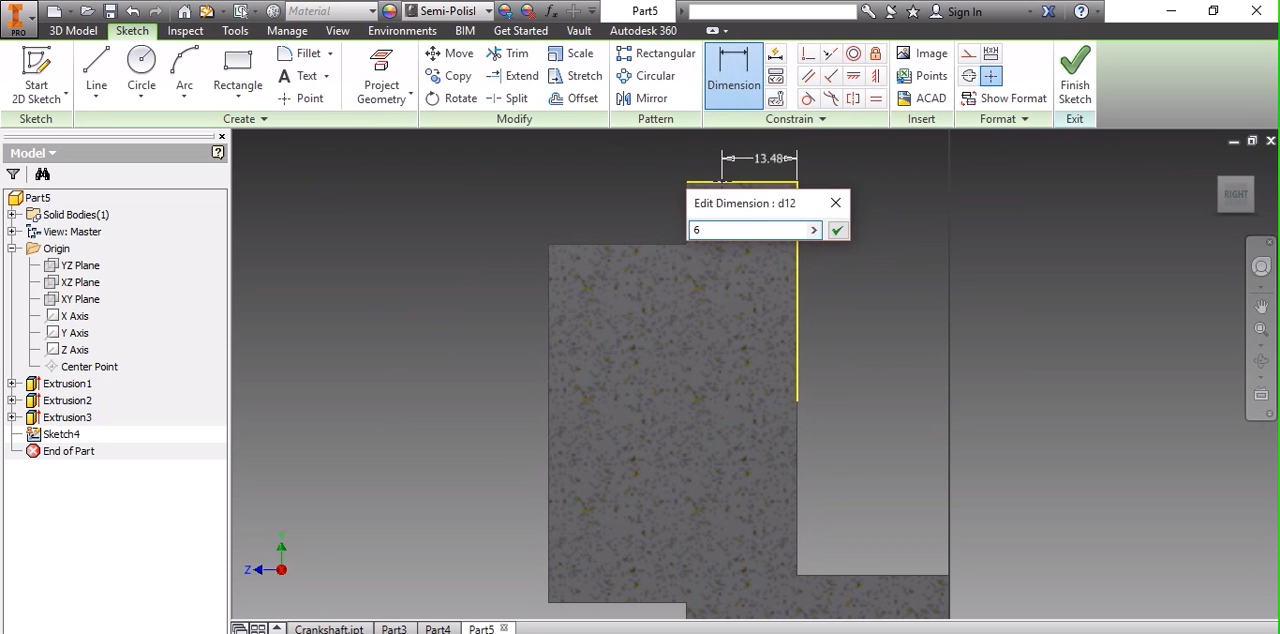 Material
Semi-Polisl
Part5
Sign In
PRO
3D Model
Sketch
Inspect
Tools
Manage
View
Environments
BIM
Get Started
Vault
Autodesk 360
Start
2D Sketch
Line
Circle
Arc
Rectangle
Fillet
Text
Point
Project
Geometry
Move
Copy
Rotate
Trim
Extend
Split
Scale
Stretch
Offset
Rectangular
Circular
Mirror
Dimension
Image
Points
ACAD
Show Format
Finish
Sketch
Sketch
Create
Modify
Pattern
Constrain
Insert
Format
Exit
Model
Part5
Solid Bodies(1)
View: Master
Origin
YZ Plane
XZ Plane
XY Plane
X Axis
Y Axis
Z Axis
Center Point
Extrusion1
Extrusion2
Extrusion3
Sketch4
End of Part
13.48
Edit Dimension : d12
6
RIGHT
Z
Crankshaft.ipt
Part3
Part4
Part5